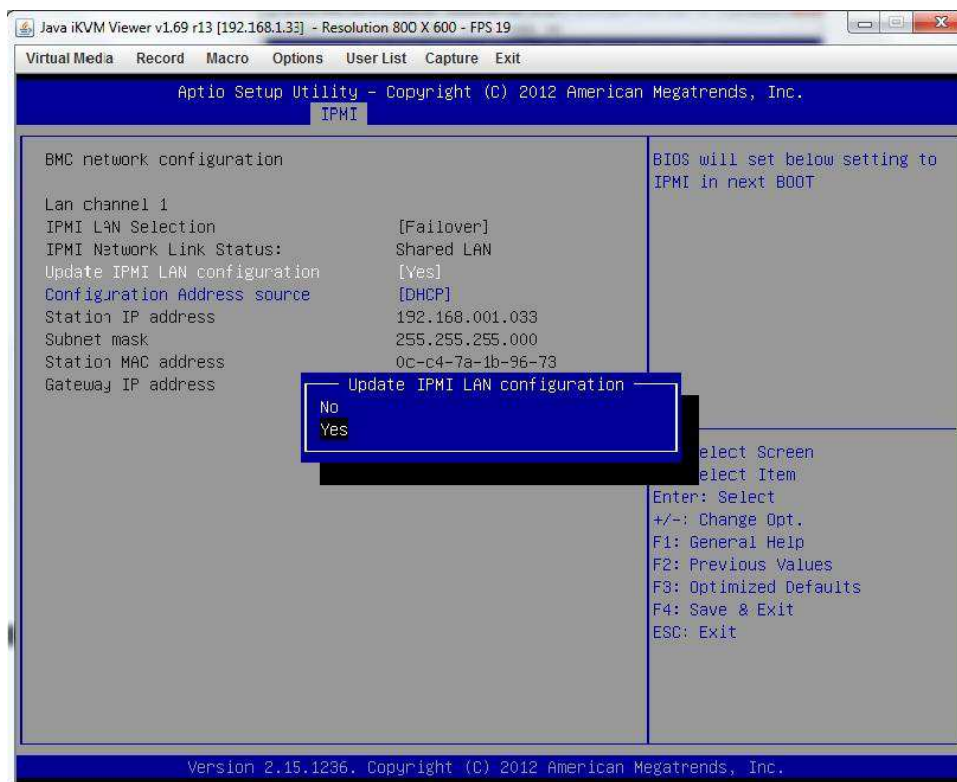 Java iKVM Viewer v1.69 r13 [192.168.1.33] - Resolution 800 X 600 - FPS 19
Virtual Media Record Macro Options User List Capture Exit
Aptio Setup Utility – Copyright (C) 2012 American Megatrends, Inc.
IPMI
BMC network configuration
Lan channel 1
IPMI LAN Selection [Failover]
IPMI Network Link Status: Shared LAN
Update IPMI LAN configuration [Yes]
Configuration Address source [DHCP]
Station IP address 192.168.001.033
Subnet mask 255.255.255.000
Station MAC address 0c-c4-7a-1b-96-73
Gateway IP address
Update IPMI LAN configuration
No
Yes
BIOS will set below setting to
IPMI in next BOOT
elect Screen
elect Item
Enter: Select
+/-: Change Opt.
F1: General Help
F2: Previous Values
F3: Optimized Defaults
F4: Save & Exit
ESC: Exit
Version 2.15.1236. Copyright (C) 2012 American Megatrends, Inc.